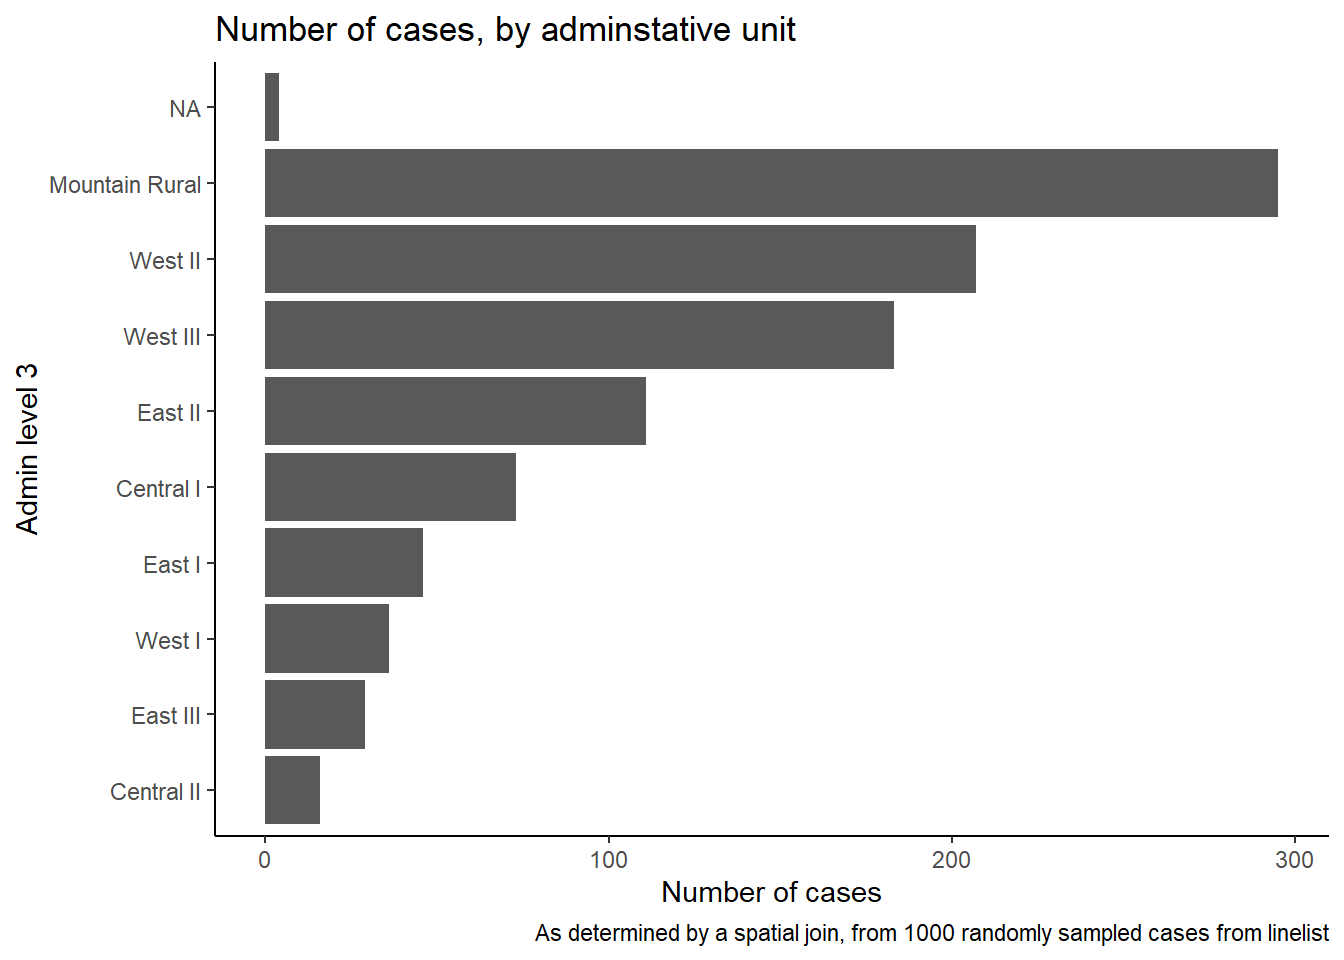 Number of cases, by adminstative unit
NA
Mountain Rural
West II
West III
East II
Central I
East I
West I
East III
Central II
Admin level 3
0 100 200 300
Number of cases
As determined by a spatial join, from 1000 randomly sampled cases from linelist